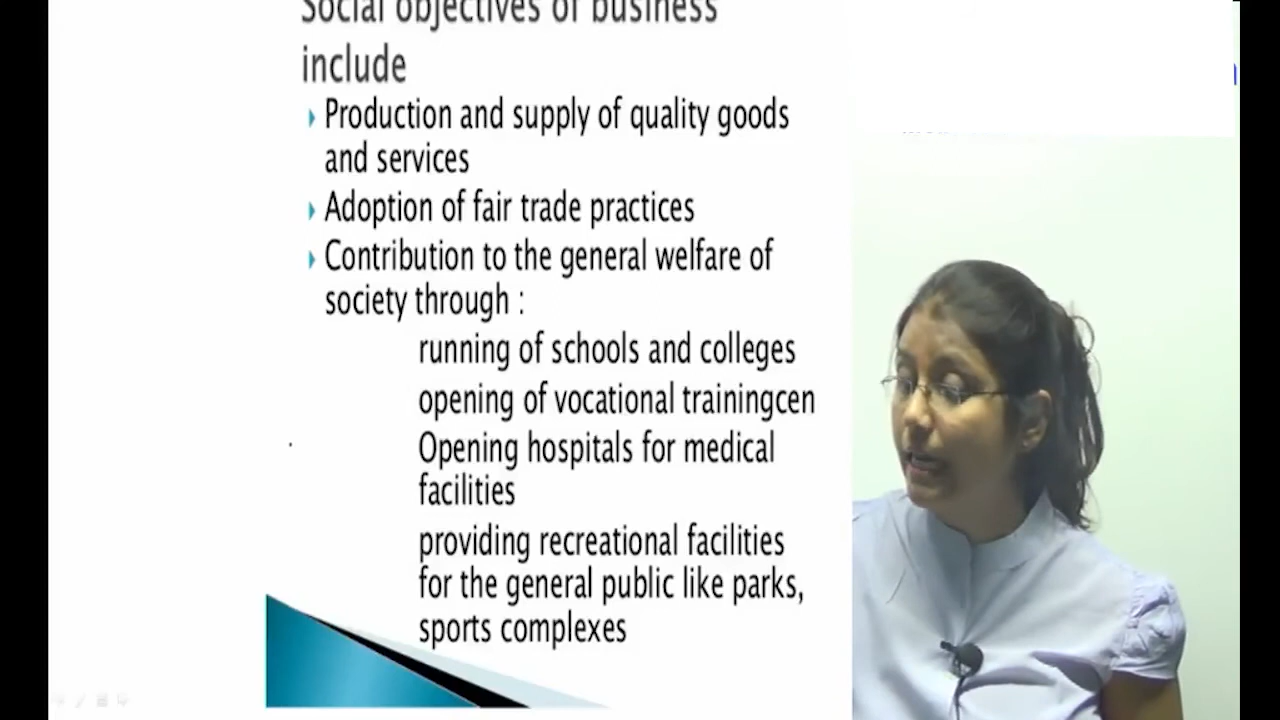 Social objectives of business
include
Production and supply of quality goods
and services
Adoption of fair trade practices
Contribution to the general welfare of
society through :
running of schools and colleges
opening of vocational trainingcen
Opening hospitals for medical
facilities
providing recreational facilities
for the general public like parks,
sports complexes